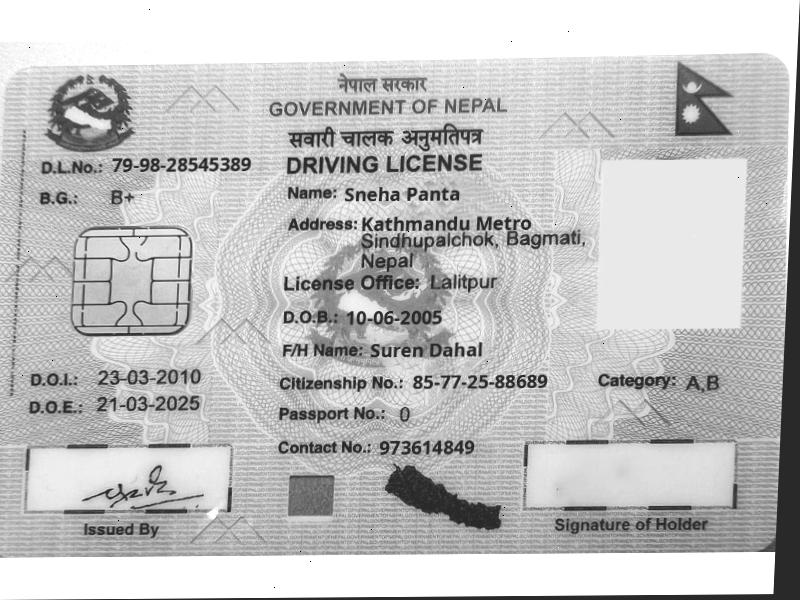 नेपाल सरकार
GOVERNMENT OF NEPAL
सवारी चालक अनुमतिपत्र
DRIVING LICENSE
D.L.No.: 79-98-28545389
B.G.: B+
Name: Sneha Panta
Address: Kathmandu Metro
Sindhupalchok, Bagmati,
Nepal
License Office: Lalitpur
D.O.B.: 10-06-2005
F/H Name: Suren Dahal
D.O.I.: 23-03-2010
Citizenship No.: 85-77-25-88689
Category: A,B
D.O.E.: 21-03-2025
Passport No.: 0
Contact No.: 973614849
Issued By
Signature of Holder